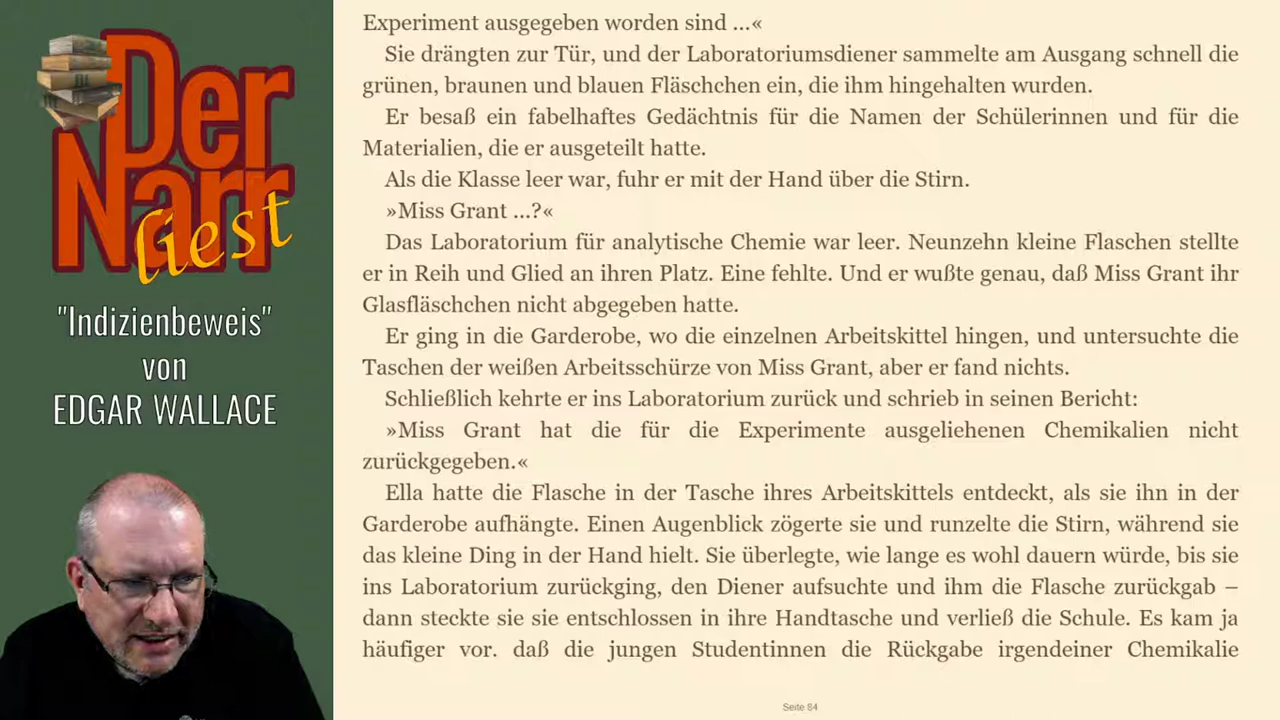 Der
Narr
liest
"Indizienbeweis"
von
EDGAR WALLACE
Experiment ausgegeben worden sind ...«
Sie drängten zur Tür, und der Laboratoriumsdiener sammelte am Ausgang schnell die
grünen, braunen und blauen Fläschchen ein, die ihm hingehalten wurden.
Er besaß ein fabelhaftes Gedächtnis für die Namen der Schülerinnen und für die
Materialien, die er ausgeteilt hatte.
Als die Klasse leer war, fuhr er mit der Hand über die Stirn.
»Miss Grant ...?«
Das Laboratorium für analytische Chemie war leer. Neunzehn kleine Flaschen stellte
er in Reih und Glied an ihren Platz. Eine fehlte. Und er wußte genau, daß Miss Grant ihr
Glasfläschchen nicht abgegeben hatte.
Er ging in die Garderobe, wo die einzelnen Arbeitskittel hingen, und untersuchte die
Taschen der weißen Arbeitsschürze von Miss Grant, aber er fand nichts.
Schließlich kehrte er ins Laboratorium zurück und schrieb in seinen Bericht:
»Miss Grant hat die für die Experimente ausgeliehenen Chemikalien nicht
zurückgegeben.«
Ella hatte die Flasche in der Tasche ihres Arbeitskittels entdeckt, als sie ihn in der
Garderobe aufhängte. Einen Augenblick zögerte sie und runzelte die Stirn, während sie
das kleine Ding in der Hand hielt. Sie überlegte, wie lange es wohl dauern würde, bis sie
ins Laboratorium zurückging, den Diener aufsuchte und ihm die Flasche zurückgab –
dann steckte sie sie entschlossen in ihre Handtasche und verließ die Schule. Es kam ja
häufiger vor. daß die jungen Studentinnen die Rückgabe irgendeiner Chemikalie
Seite 84